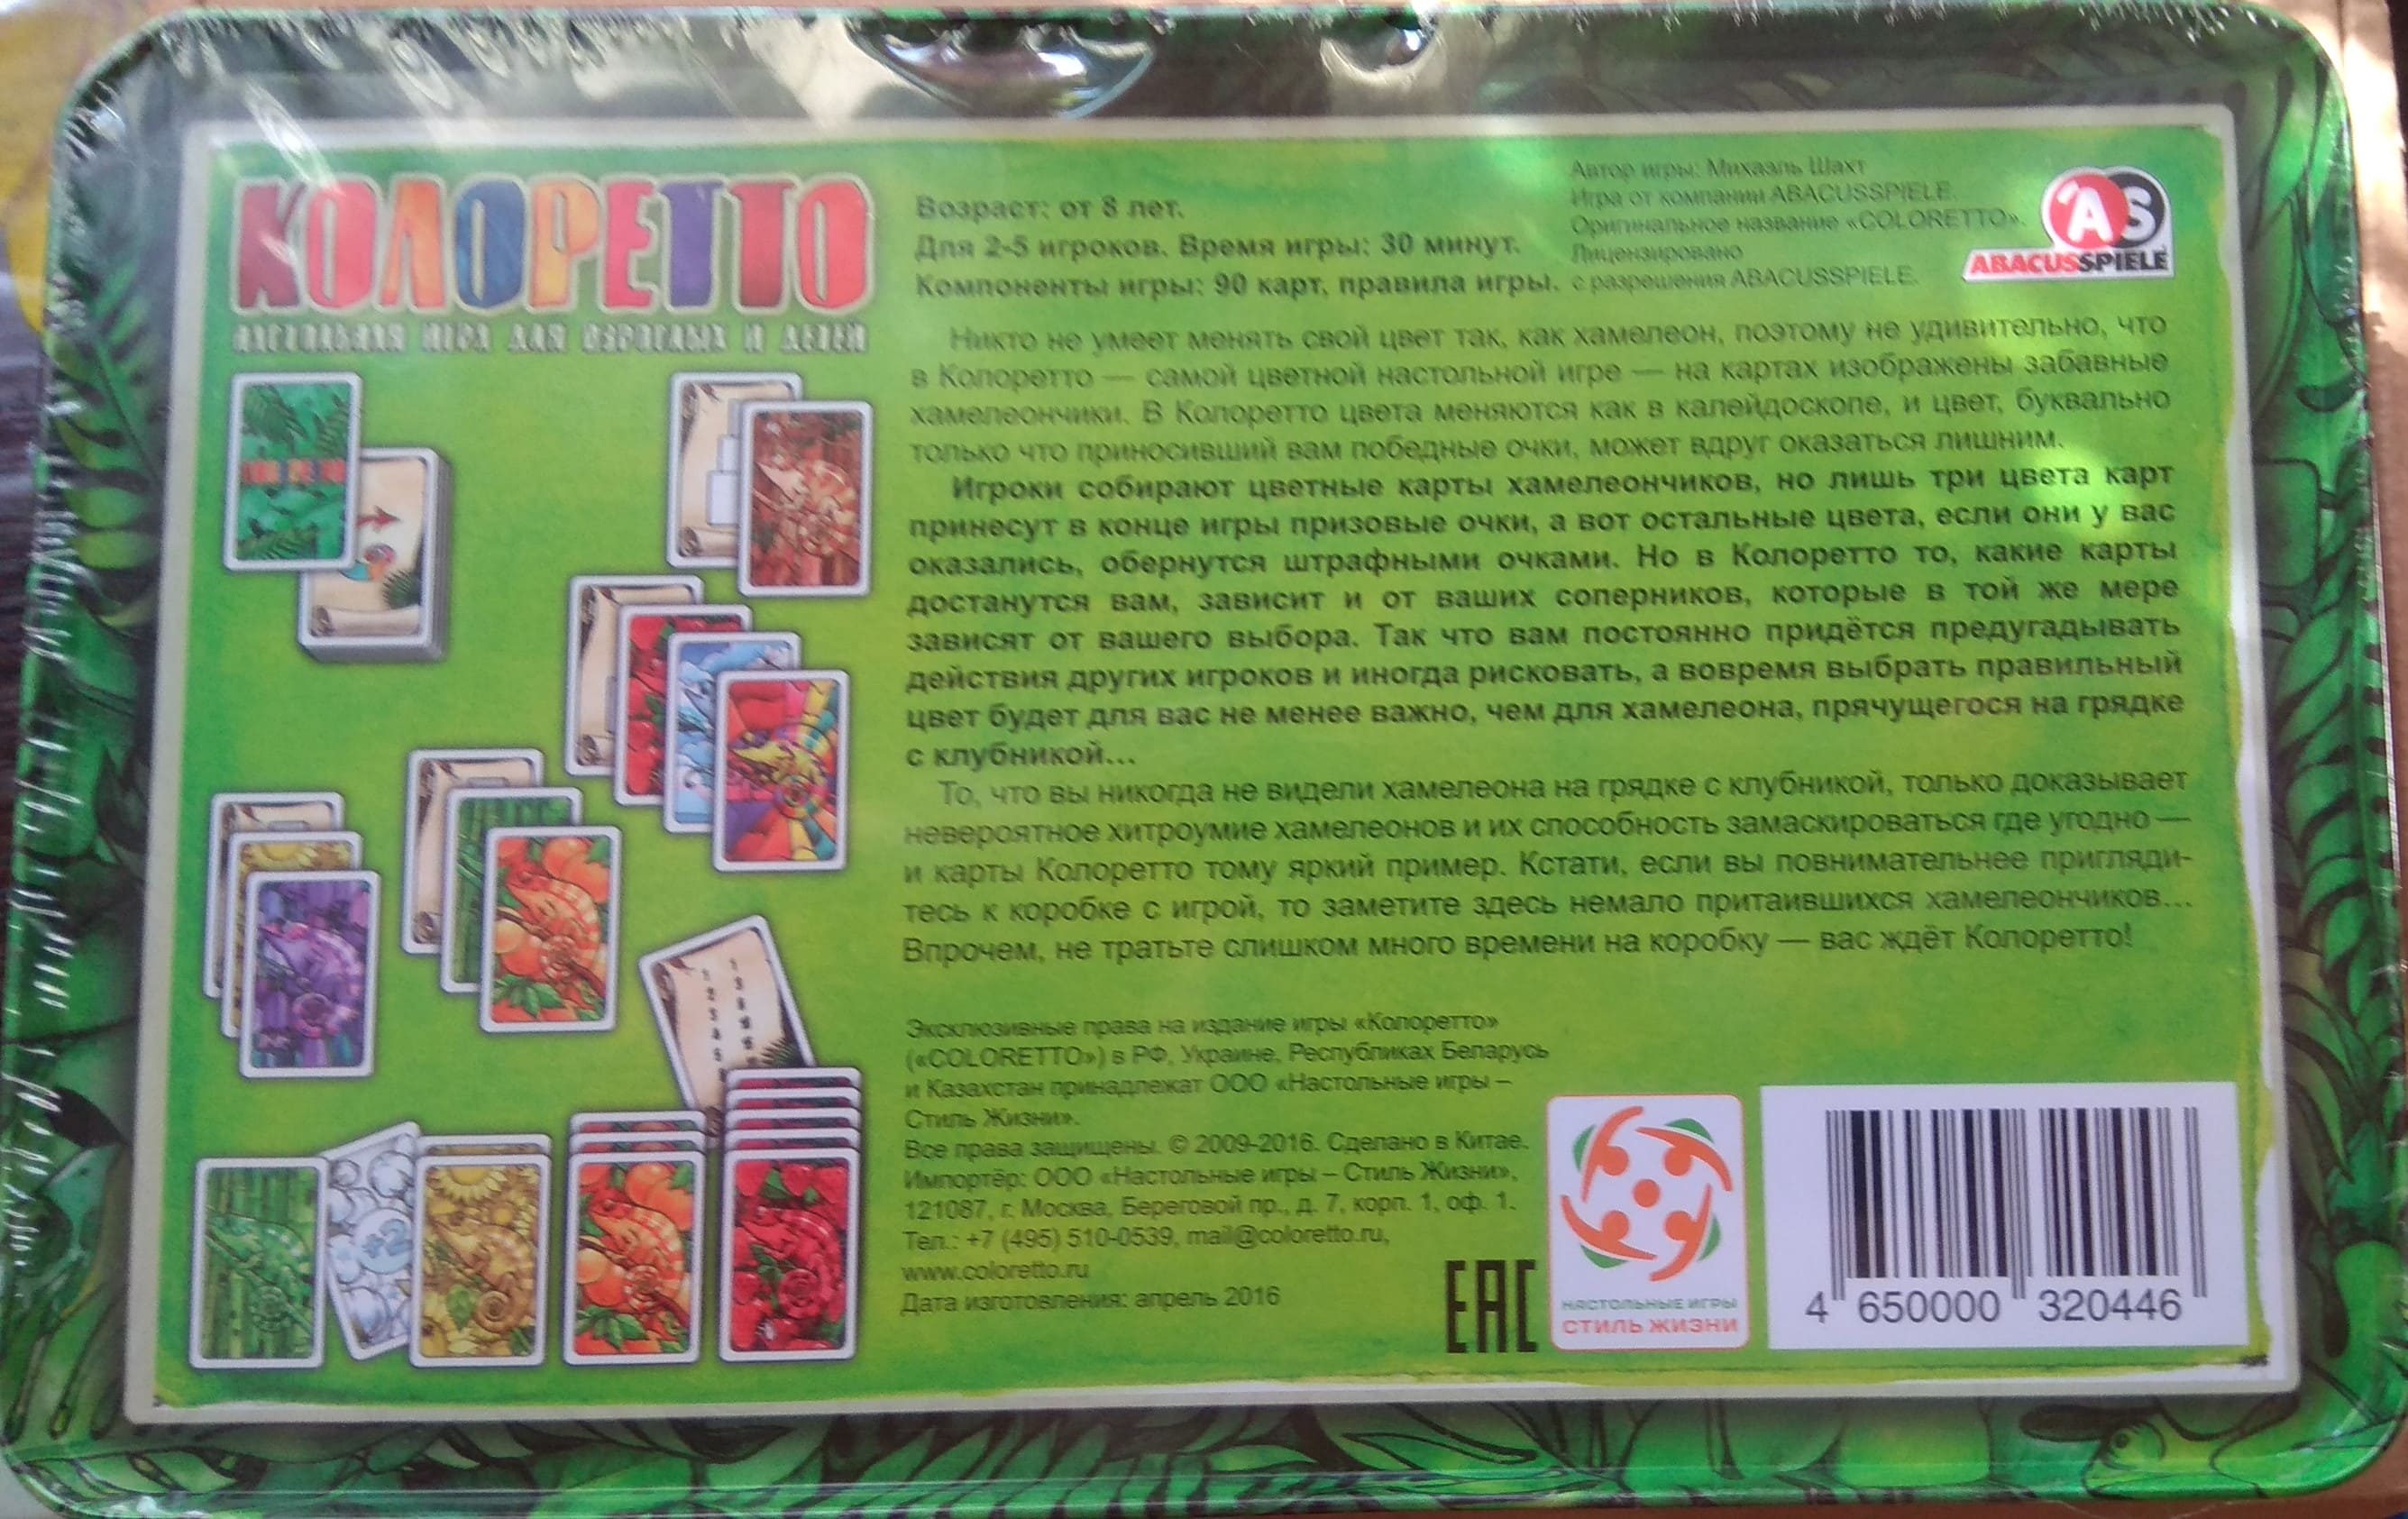 КОЛОРЕТТО
НАСТОЛЬНАЯ ИГРА ДЛЯ ВЗРОСЛЫХ И ДЕТЕЙ
Возраст: от 8 лет.
Для 2-5 игроков. Время игры: 30 минут.
Компоненты игры: 90 карт, правила игры.
Автор игры: Михаэль Шахт
Игра от компании ABACUSSPIELE.
Оригинальное название «COLORETTO».
Лицензировано
с разрешения ABACUSSPIELE.
AS
ABACUSSPIELE
Никто не умеет менять свой цвет так, как хамелеон, поэтому не удивительно, что
в Колоретто — самой цветной настольной игре — на картах изображены забавные
хамелеончики. В Колоретто цвета меняются как в калейдоскопе, и цвет, буквально
только что приносивший вам победные очки, может вдруг оказаться лишним.
Игроки собирают цветные карты хамелеончиков, но лишь три цвета карт
принесут в конце игры призовые очки, а вот остальные цвета, если они у вас
оказались, обернутся штрафными очками. Но в Колоретто то, какие карты
достанутся вам, зависит и от ваших соперников, которые в той же мере
зависят от вашего выбора. Так что вам постоянно придётся предугадывать
действия других игроков и иногда рисковать, а вовремя выбрать правильный
цвет будет для вас не менее важно, чем для хамелеона, прячущегося на грядке
с клубникой...
То, что вы никогда не видели хамелеона на грядке с клубникой, только доказывает
невероятное хитроумие хамелеонов и их способность замаскироваться где угодно —
и карты Колоретто тому яркий пример. Кстати, если вы повнимательнее пригляди-
тесь к коробке с игрой, то заметите здесь немало притаившихся хамелеончиков...
Впрочем, не тратьте слишком много времени на коробку — вас ждёт Колоретто!
Эксклюзивные права на издание игры «Колоретто»
(«COLORETTO») в РФ, Украине, Республиках Беларусь
и Казахстан принадлежат ООО «Настольные игры –
Стиль Жизни».
Все права защищены. © 2009-2016. Сделано в Китае.
Импортёр: ООО «Настольные игры – Стиль Жизни»,
121087, г. Москва, Береговой пр., д. 7, корп. 1, оф. 1.
Тел.: +7 (495) 510-0539, mail@coloretto.ru,
www.coloretto.ru
Дата изготовления: апрель 2016
+2
EAC
НАСТОЛЬНЫЕ ИГРЫ
СТИЛЬ ЖИЗНИ
4 650000 320446